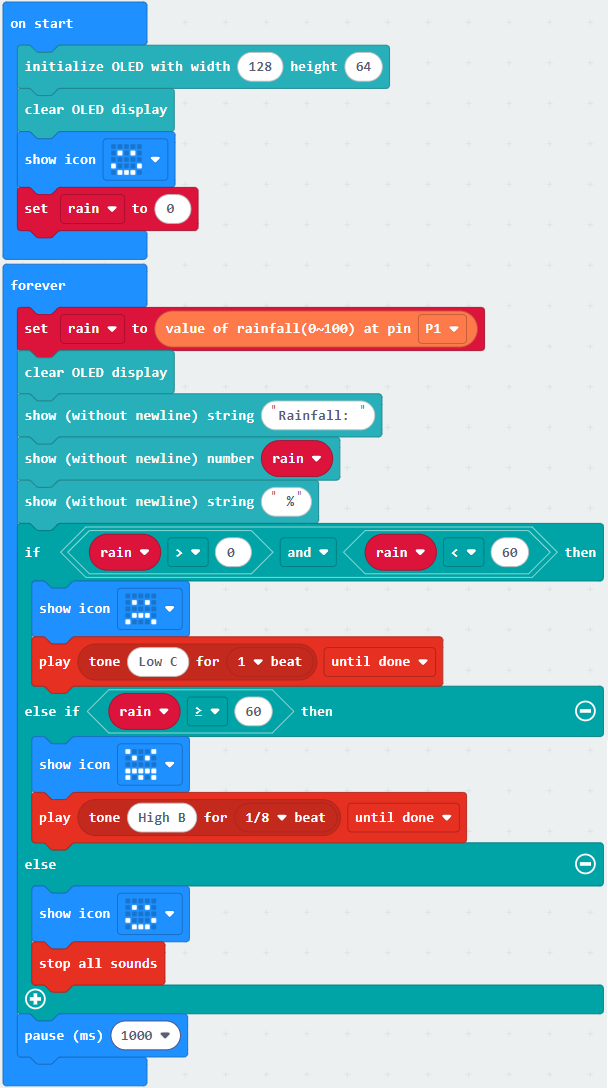 on start
initialize OLED with width 128 height 64
clear OLED display
show icon
set rain to 0
forever
set rain to value of rainfall(0~100) at pin P1
clear OLED display
show (without newline) string "Rainfall: "
show (without newline) number rain
show (without newline) string " %"
if rain > 0 and rain < 60 then
show icon
play tone Low C for 1 beat until done
else if rain ≥ 60 then
show icon
play tone High B for 1/8 beat until done
else
show icon
stop all sounds
pause (ms) 1000